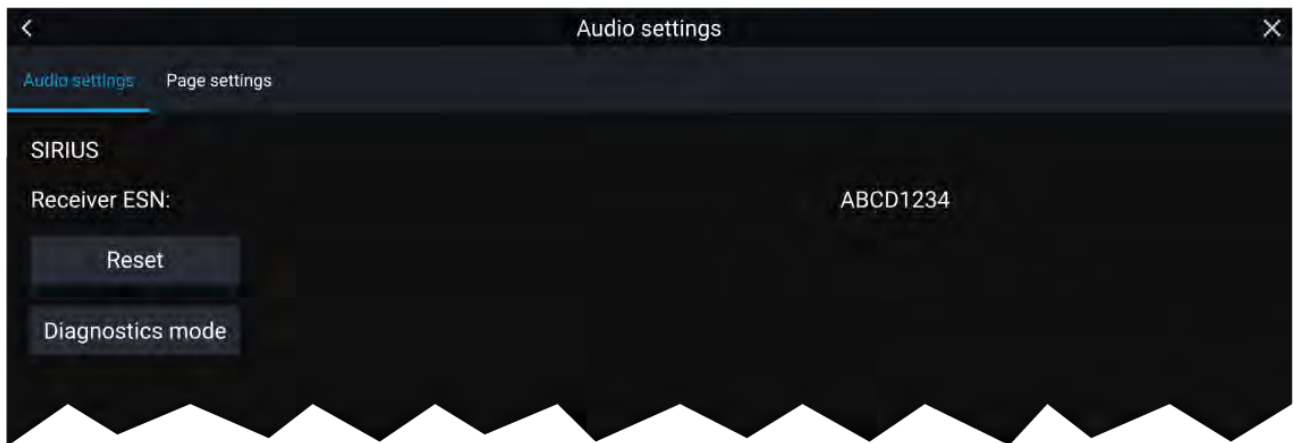 Audio settings
Audio settings Page settings
SIRIUS
Receiver ESN: ABCD1234
Reset
Diagnostics mode